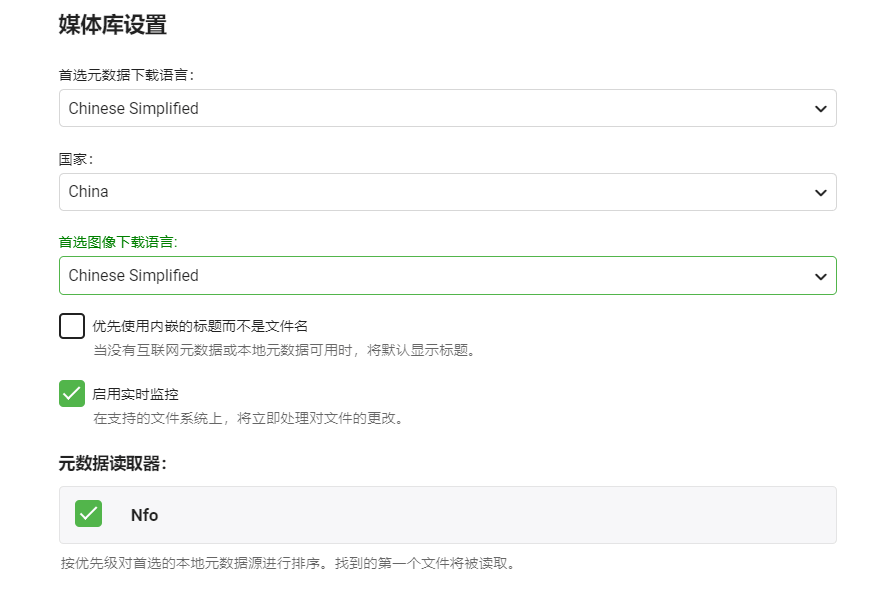 媒体库设置
首选元数据下载语言：
Chinese Simplified
国家：
China
首选图像下载语言：
Chinese Simplified
优先使用内嵌的标题而不是文件名
当没有互联网元数据或本地元数据可用时，将默认显示标题。
启用实时监控
在支持的文件系统上，将立即处理对文件的更改。
元数据读取器：
Nfo
按优先级对首选的本地元数据源进行排序。找到的第一个文件将被读取。